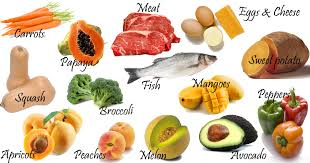 Meat
Eggs & Cheese
Carrots
Papaya
Fish
Sweet potato
Squash
Broccoli
Mangoes
Peppers
Apricots
Peaches
Melon
Avocado